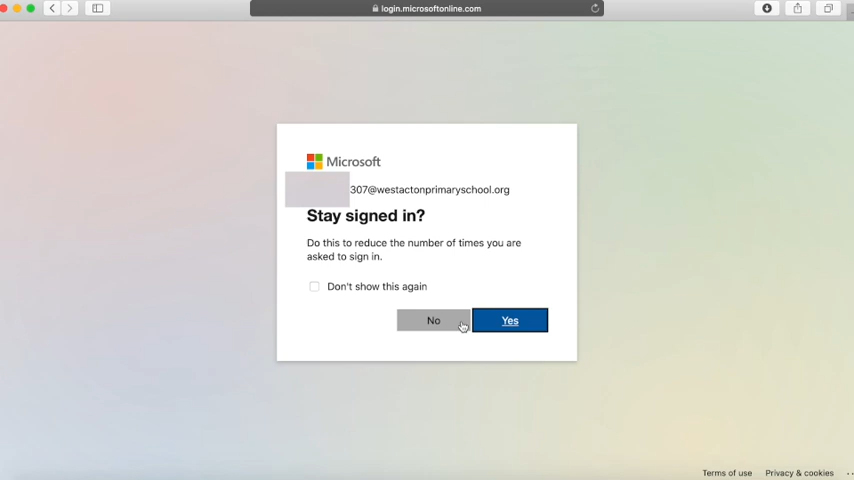 login.microsoftonline.com
Microsoft
307@westactonprimaryschool.org
Stay signed in?
Do this to reduce the number of times you are
asked to sign in.
Don't show this again
No
Yes
Terms of use
Privacy & cookies